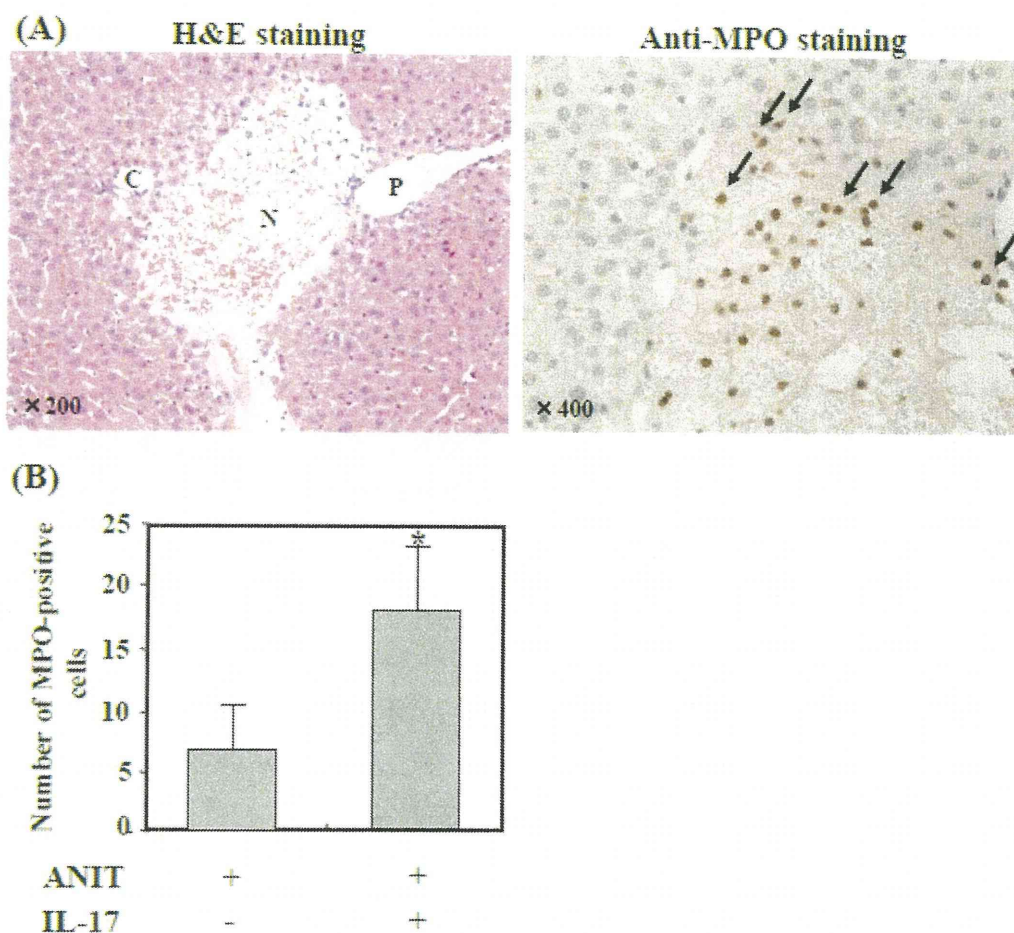 (A)
H&E staining
Anti-MPO staining
C
N
P
× 200
× 400
(B)
Number of MPO-positive
cells
25
20
15
10
5
0
*
ANIT + +
IL-17 - +